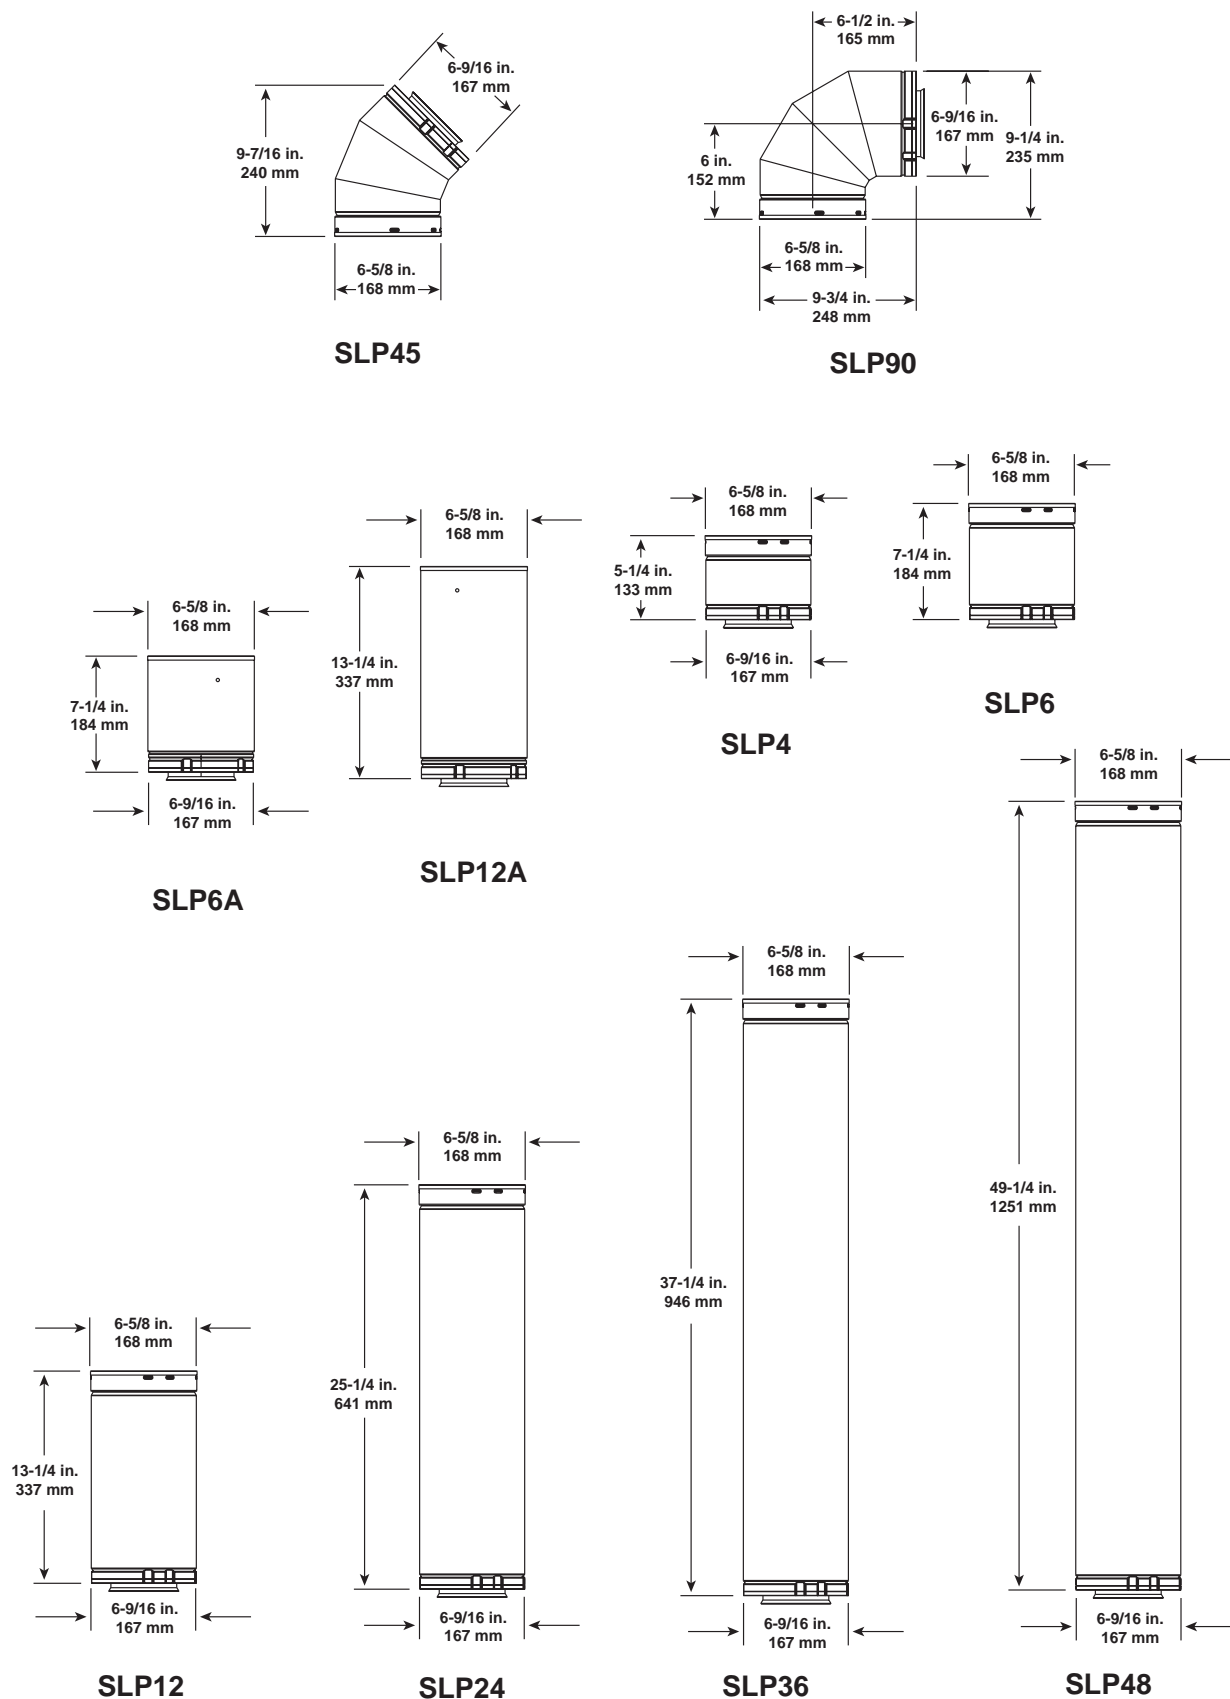 6-9/16 in.
167 mm
9-7/16 in.
240 mm
6-5/8 in.
168 mm
SLP45
6-1/2 in.
165 mm
6-9/16 in.
167 mm
9-1/4 in.
235 mm
6 in.
152 mm
6-5/8 in.
168 mm
9-3/4 in.
248 mm
SLP90
6-5/8 in.
168 mm
7-1/4 in.
184 mm
6-9/16 in.
167 mm
SLP6A
6-5/8 in.
168 mm
13-1/4 in.
337 mm
SLP12A
6-5/8 in.
168 mm
5-1/4 in.
133 mm
6-9/16 in.
167 mm
SLP4
6-5/8 in.
168 mm
7-1/4 in.
184 mm
SLP6
6-5/8 in.
168 mm
13-1/4 in.
337 mm
6-9/16 in.
167 mm
SLP12
6-5/8 in.
168 mm
25-1/4 in.
641 mm
6-9/16 in.
167 mm
SLP24
6-5/8 in.
168 mm
37-1/4 in.
946 mm
6-9/16 in.
167 mm
SLP36
6-5/8 in.
168 mm
49-1/4 in.
1251 mm
6-9/16 in.
167 mm
SLP48